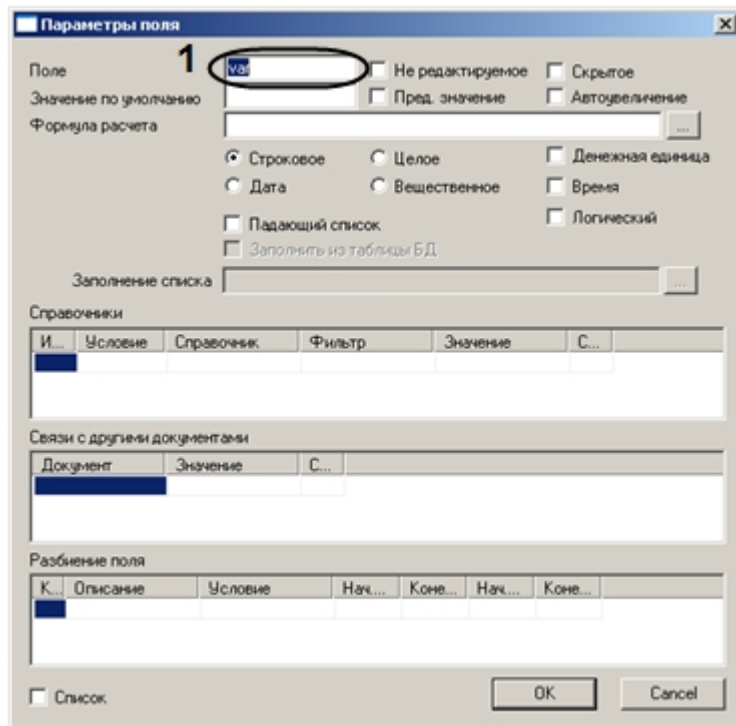 Параметры поля
1
Поле var Не редактируемое Скрытое
Значение по умолчанию Пред. значение Автоувеличение
Формула расчета ...
Строковое Целое Денежная единица
Дата Вещественное Время
Падающий список Логический
Заполнить из таблицы БД
Заполнение списка ...
Справочники
И... Условие Справочник Фильтр Значение С...
Связи с другими документами
Документ Значение С...
Разбиение поля
К... Описание Условие Нач.... Коне... Нач.... Коне...
Список OK Cancel